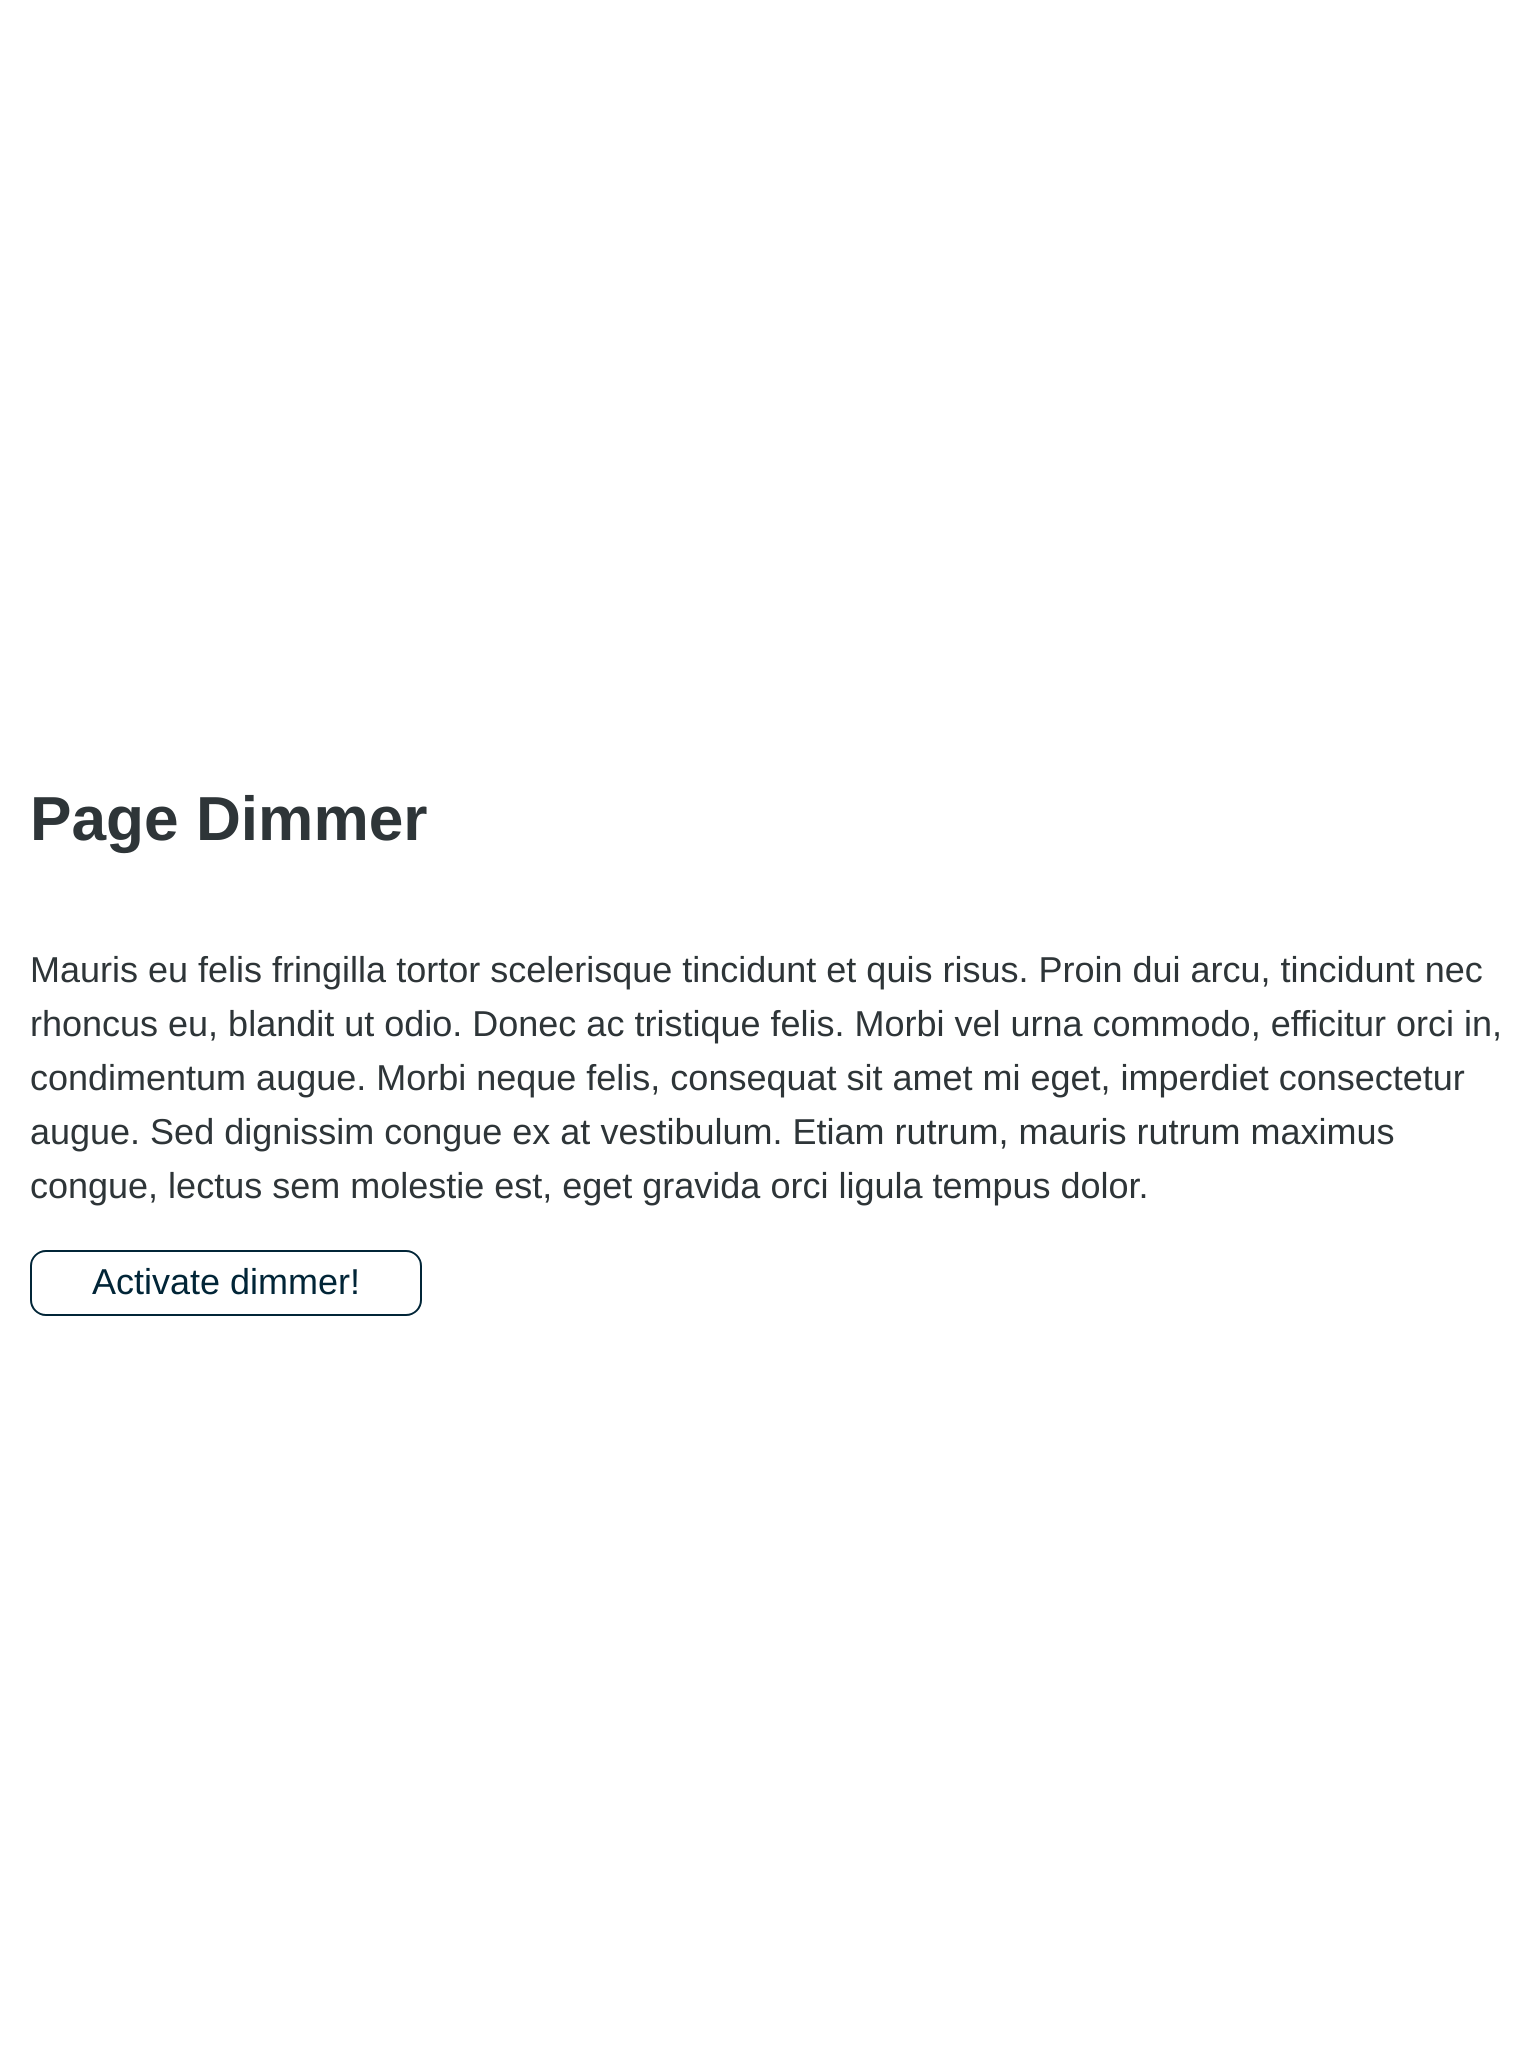 Page Dimmer
Mauris eu felis fringilla tortor scelerisque tincidunt et quis risus. Proin dui arcu, tincidunt nec
rhoncus eu, blandit ut odio. Donec ac tristique felis. Morbi vel urna commodo, efficitur orci in,
condimentum augue. Morbi neque felis, consequat sit amet mi eget, imperdiet consectetur
augue. Sed dignissim congue ex at vestibulum. Etiam rutrum, mauris rutrum maximus
congue, lectus sem molestie est, eget gravida orci ligula tempus dolor.
Activate dimmer!